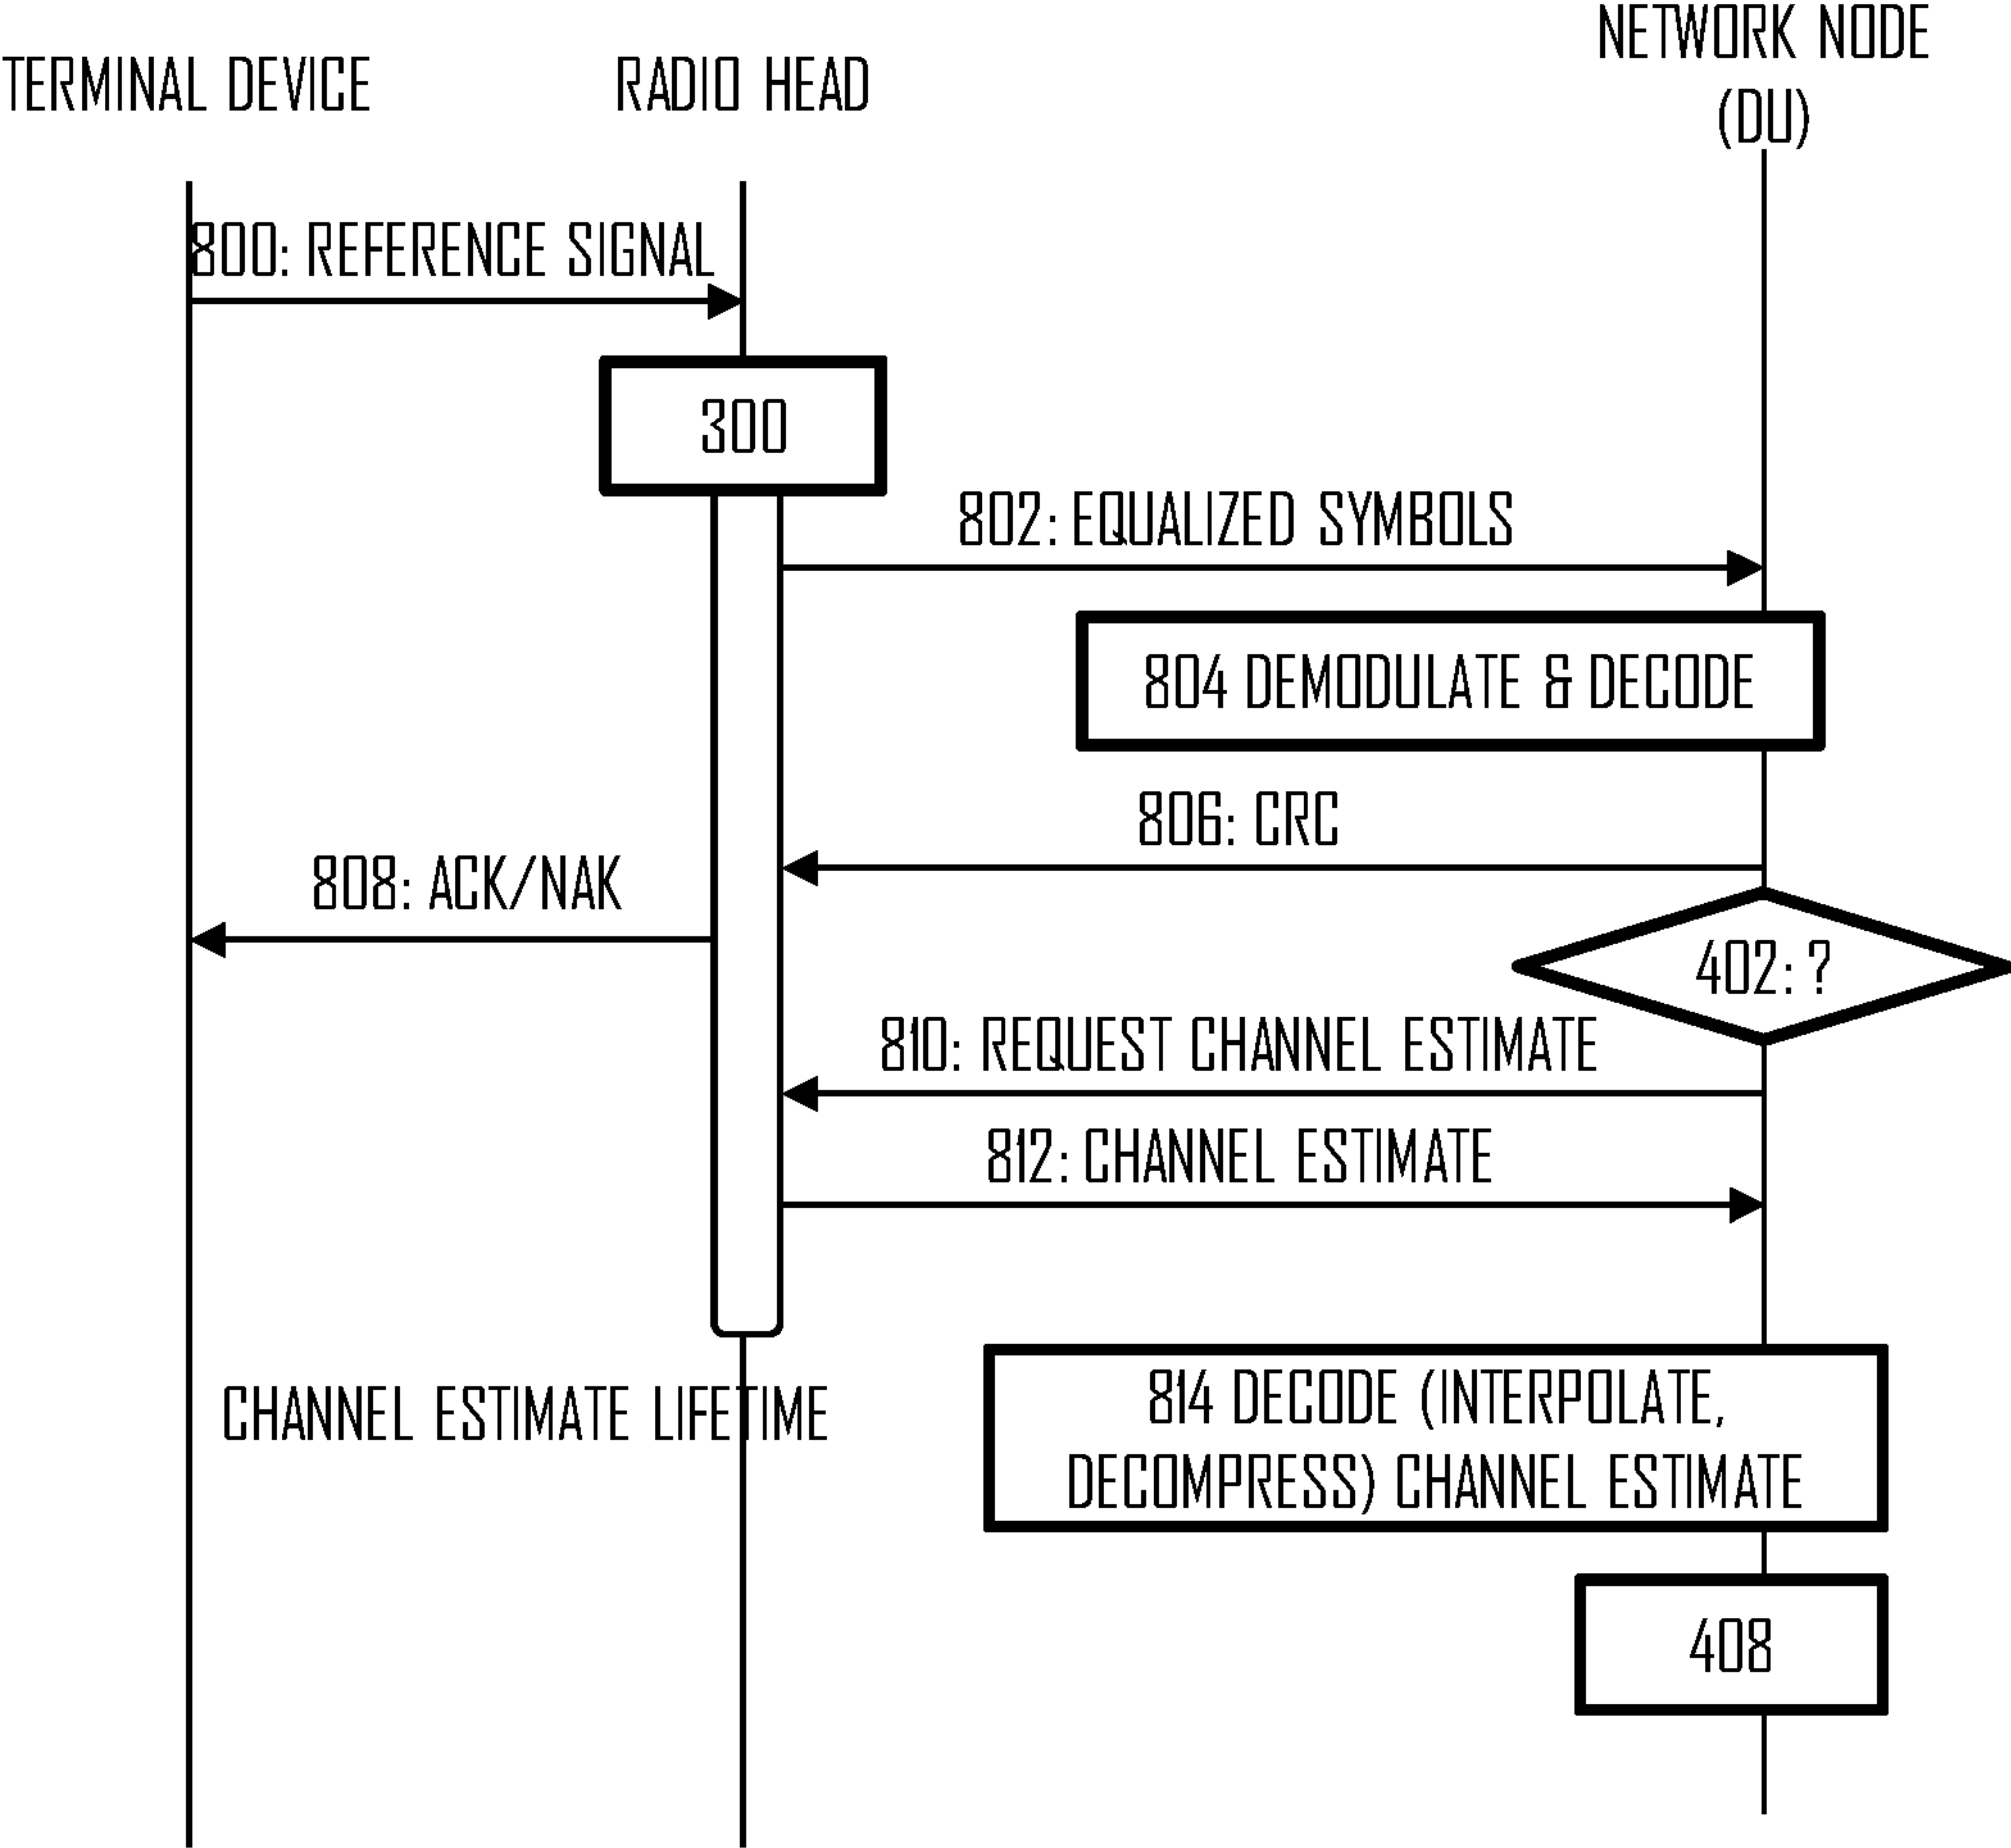 NETWORK NODE
(DU)
TERMINAL DEVICE
RADIO HEAD
800: REFERENCE SIGNAL
300
802: EQUALIZED SYMBOLS
804 DEMODULATE & DECODE
806: CRC
808: ACK/NAK
402: ?
810: REQUEST CHANNEL ESTIMATE
812: CHANNEL ESTIMATE
CHANNEL ESTIMATE LIFETIME
814 DECODE (INTERPOLATE,
DECOMPRESS) CHANNEL ESTIMATE
408